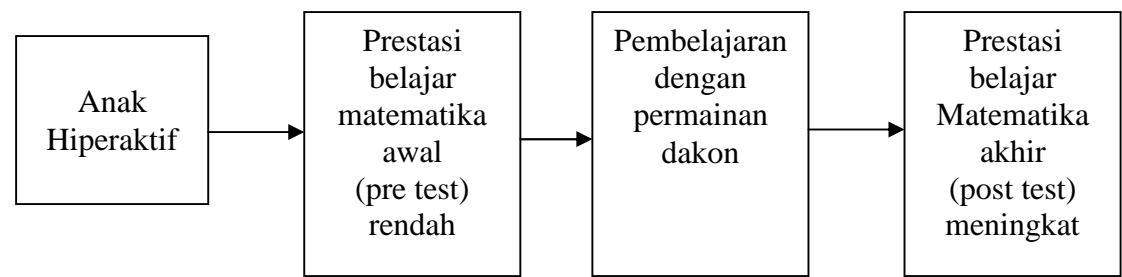 Anak
Hiperaktif
Prestasi
belajar
matematika
awal
(pre test)
rendah
Pembelajaran
dengan
permainan
dakon
Prestasi
belajar
Matematika
akhir
(post test)
meningkat